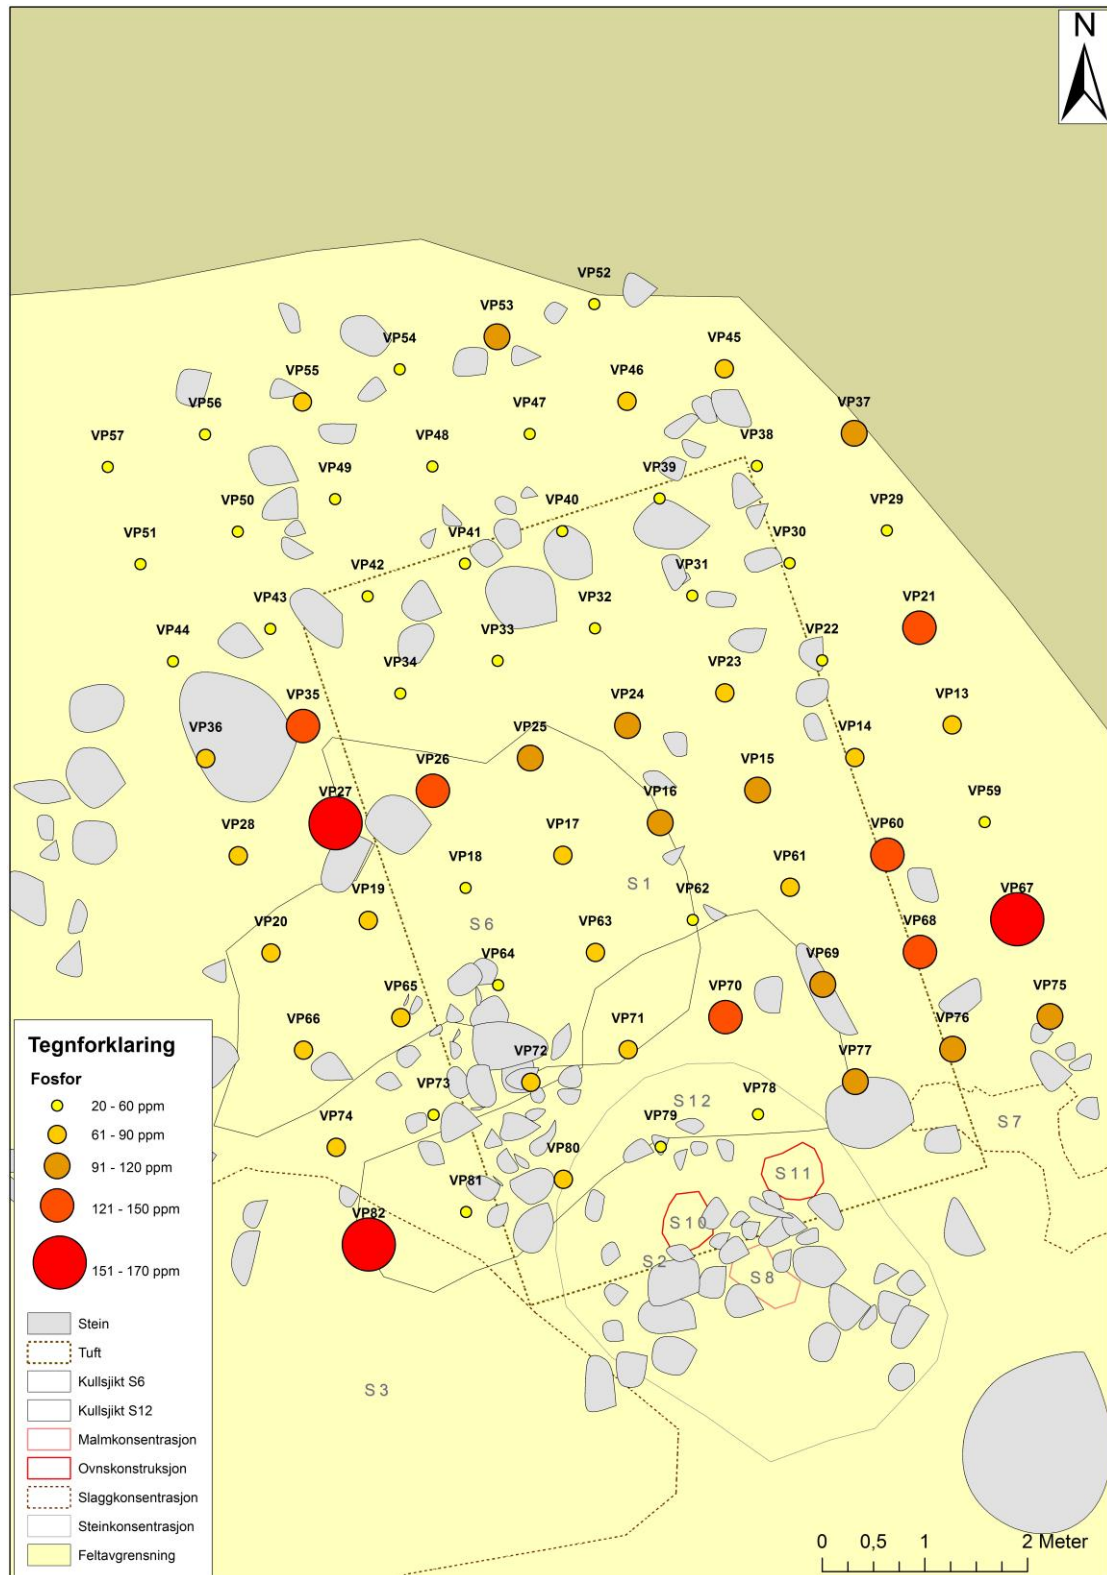 N
VP52
VP53
VP54
VP45
VP55
VP46
VP56
VP47
VP37
VP57
VP48
VP38
VP49
VP39
VP50
VP40
VP29
VP51
VP41
VP30
VP42
VP31
VP43
VP32
VP21
VP44
VP33
VP22
VP34
VP23
VP35
VP24
VP13
VP36
VP25
VP14
VP26
VP15
VP27
VP16
VP59
VP28
VP17
VP60
VP18
VP61
S 1
VP19
VP62
VP67
VP20
S 6
VP63
VP68
VP64
VP69
VP65
VP70
VP75
VP66
VP71
VP76
VP72
VP77
VP73
S 12
VP78
S 7
VP74
VP79
VP80
S 11
VP81
VP82
S 10
S 2
S 8
S 3
Tegnforklaring
Fosfor
20 - 60 ppm
61 - 90 ppm
91 - 120 ppm
121 - 150 ppm
151 - 170 ppm
Stein
Tuft
Kullsjikt S6
Kullsjikt S12
Malmkonsentrasjon
Ovnskonstruksjon
Slaggkonsentrasjon
Steinkonsentrasjon
Feltavgrensning
0 0,5 1 2 Meter